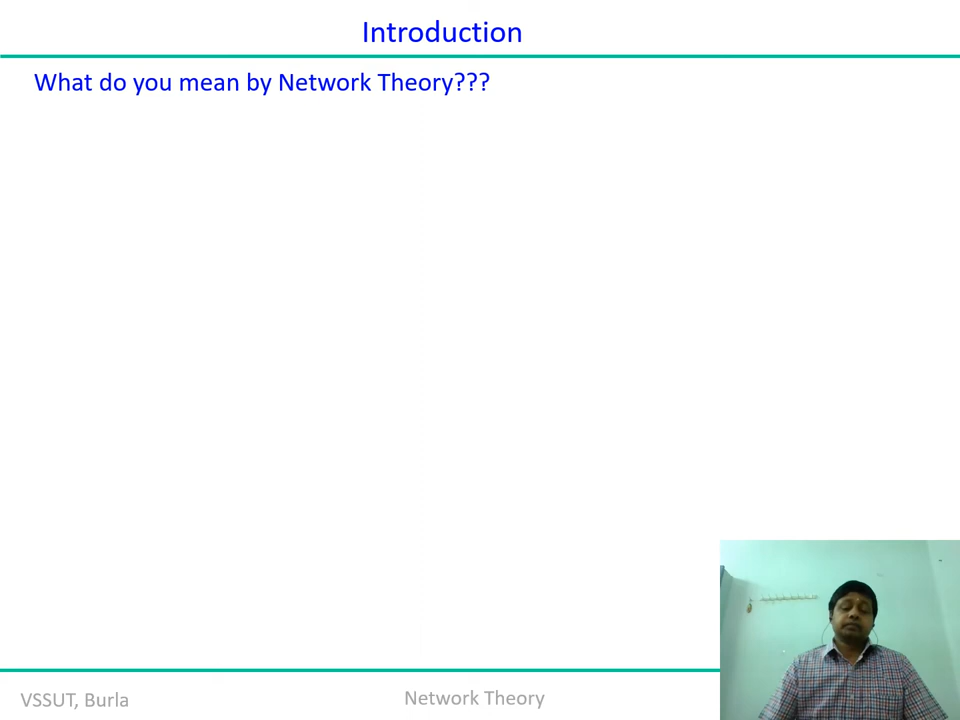 Introduction
What do you mean by Network Theory???
VSSUT, Burla
Network Theory